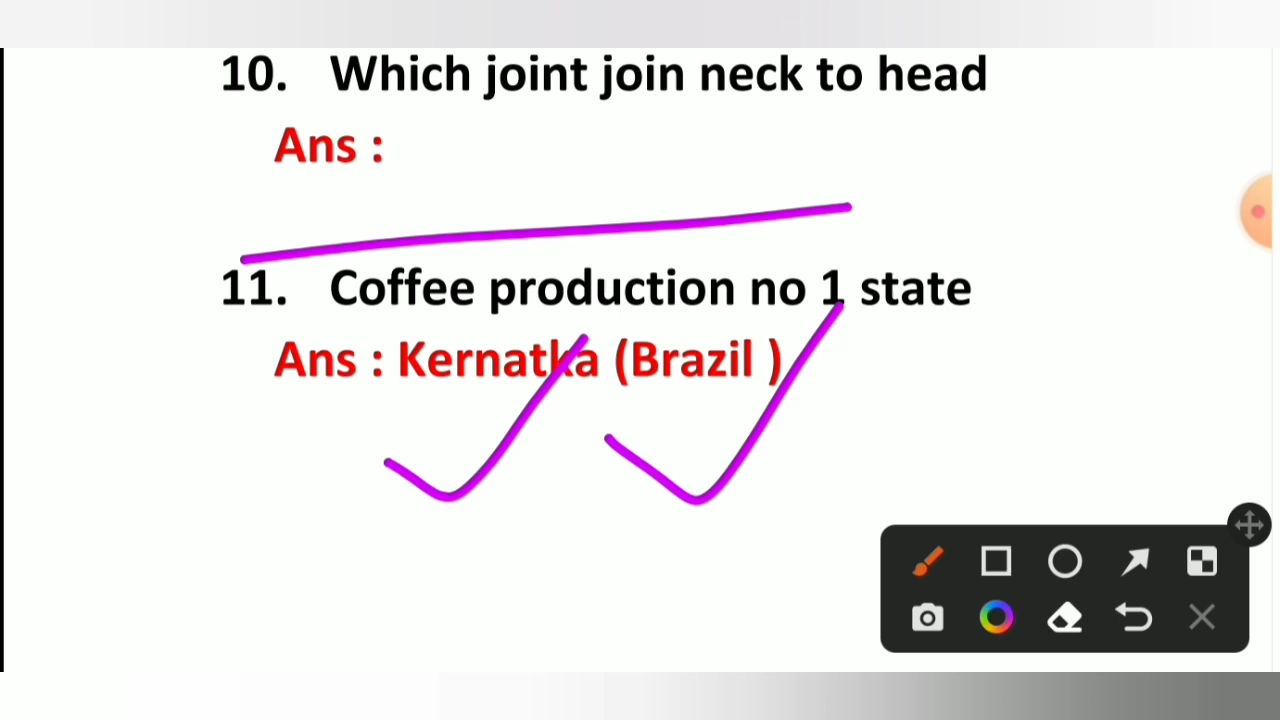 10. Which joint join neck to head
Ans :
11. Coffee production no 1 state
Ans : Kernatka (Brazil )